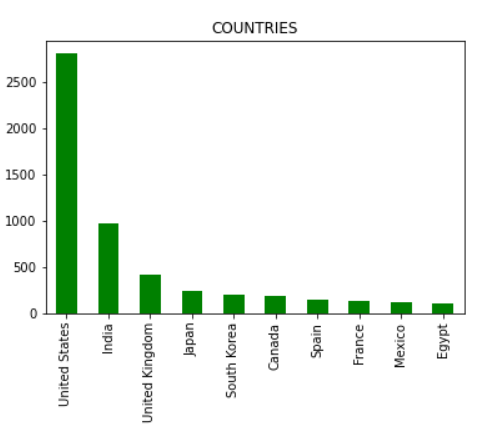 COUNTRIES
2500
2000
1500
1000
500
0
United States
India
United Kingdom
Japan
South Korea
Canada
Spain
France
Mexico
Egypt